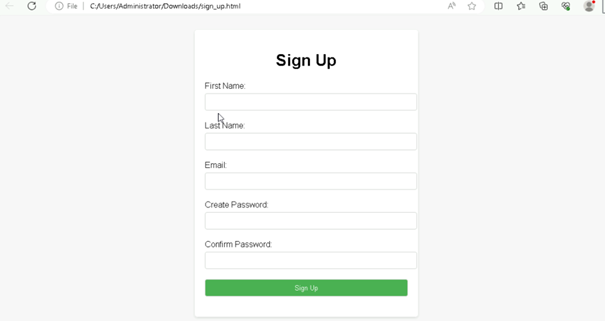 File
C:/Users/Administrator/Downloads/sign_up.html
Sign Up
First Name:
Last Name:
Email:
Create Password:
Confirm Password:
Sign Up